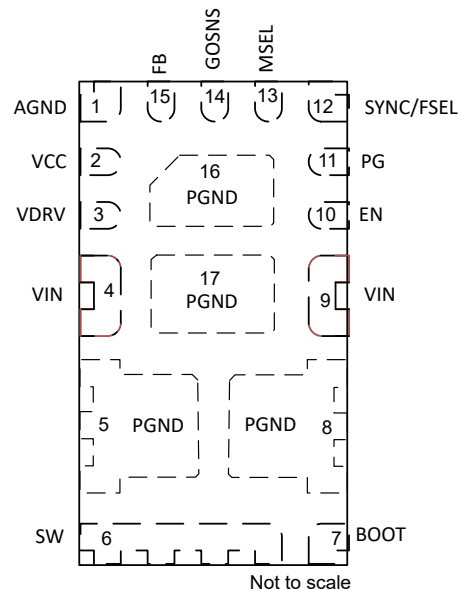 FB
GOSNS
MSEL
AGND 1 15 14 13 12 SYNC/FSEL
VCC 2 11 PG
16
PGND
VDRV 3 10 EN
17
PGND
VIN 4 9 VIN
5 PGND PGND 8
SW 6 7 BOOT
Not to scale